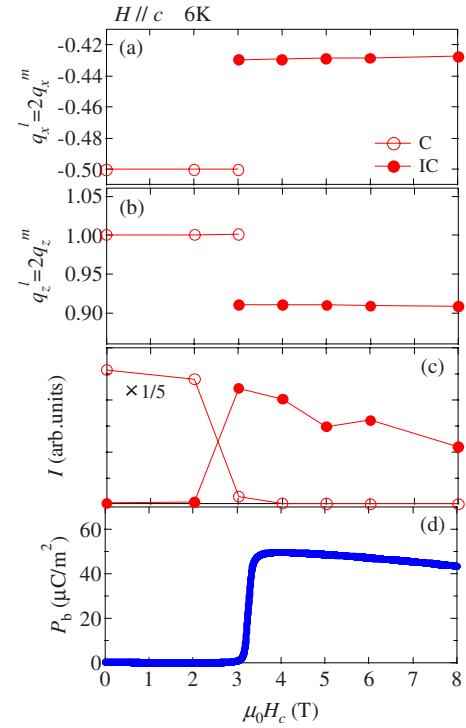 H // c 6K
(a)
-0.42
-0.44
-0.46
-0.48
-0.50
q_x^l=2q_x^m
C
IC
(b)
1.05
1.00
0.95
0.90
q_z^l=2q_z^m
(c)
×1/5
I (arb.units)
(d)
60
40
20
0
P_b (μC/m^2)
0 1 2 3 4 5 6 7 8
μ_0H_c (T)